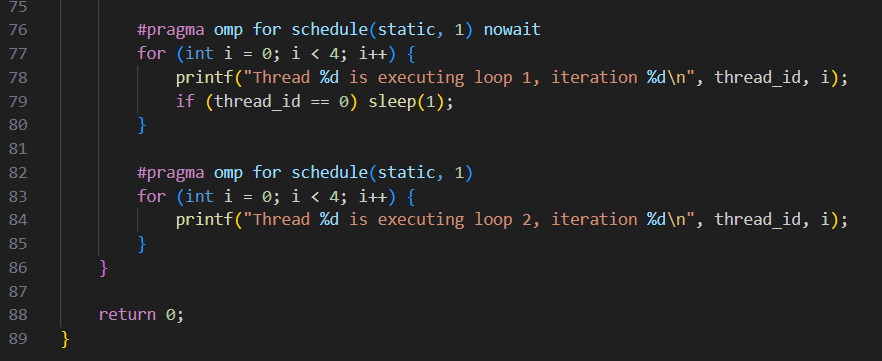 75
76 #pragma omp for schedule(static, 1) nowait
77 for (int i = 0; i < 4; i++) {
78 printf("Thread %d is executing loop 1, iteration %d\n", thread_id, i);
79 if (thread_id == 0) sleep(1);
80 }
81
82 #pragma omp for schedule(static, 1)
83 for (int i = 0; i < 4; i++) {
84 printf("Thread %d is executing loop 2, iteration %d\n", thread_id, i);
85 }
86 }
87
88 return 0;
89 }